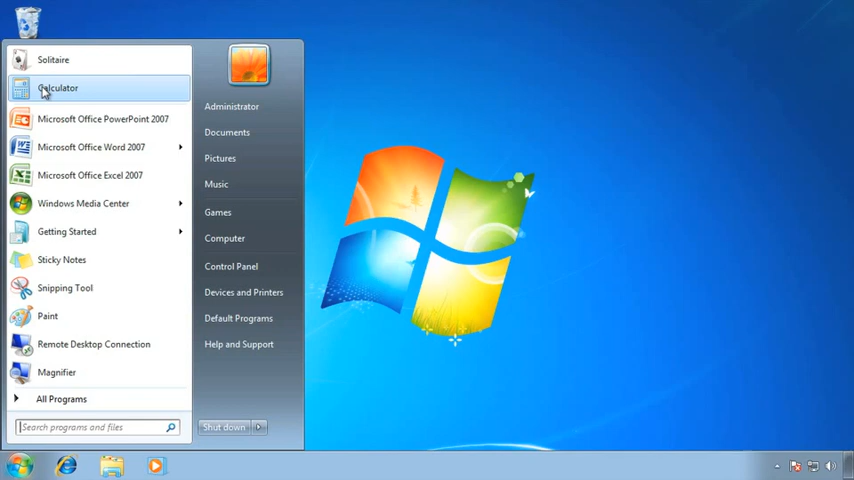 Solitaire
Calculator
Microsoft Office PowerPoint 2007
Microsoft Office Word 2007
Microsoft Office Excel 2007
Windows Media Center
Getting Started
Sticky Notes
Snipping Tool
Paint
Remote Desktop Connection
Magnifier
All Programs
Search programs and files
Administrator
Documents
Pictures
Music
Games
Computer
Control Panel
Devices and Printers
Default Programs
Help and Support
Shut down